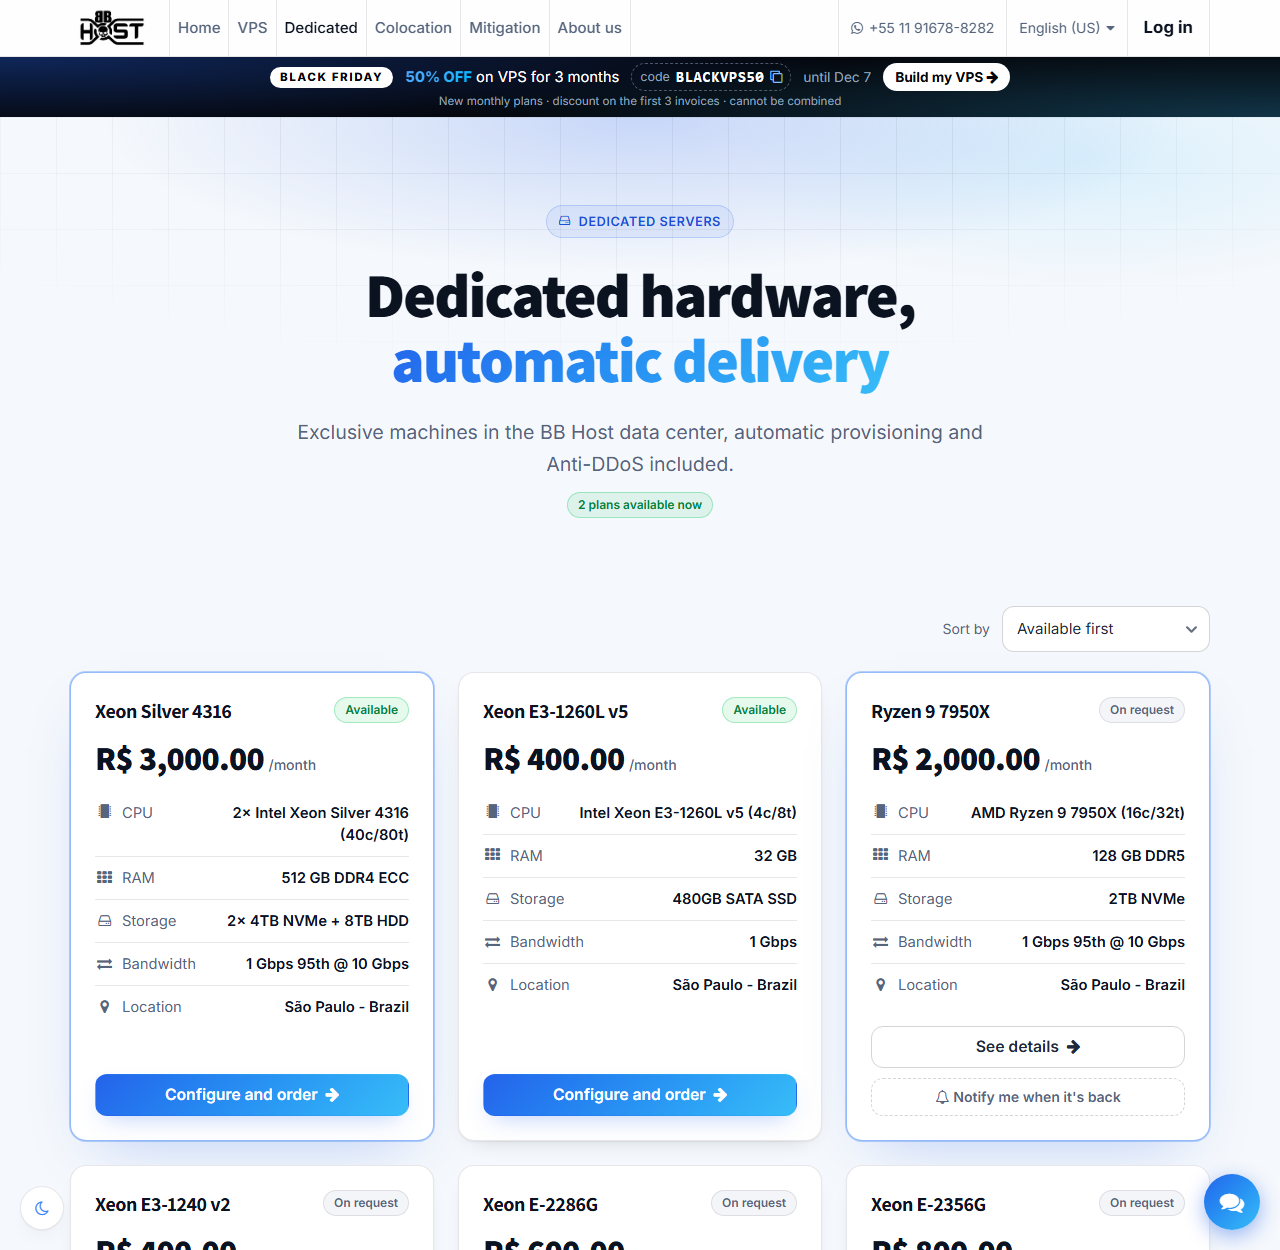 BB
HOST
Home
VPS
Dedicated
Colocation
Mitigation
About us
+55 11 91678-8282
English (US)
Log in
BLACK FRIDAY
50% OFF on VPS for 3 months
code BLACKVPS50
until Dec 7
Build my VPS
New monthly plans · discount on the first 3 invoices · cannot be combined
DEDICATED SERVERS
Dedicated hardware,
automatic delivery
Exclusive machines in the BB Host data center, automatic provisioning and
Anti-DDoS included.
2 plans available now
Sort by
Available first
Xeon Silver 4316
Available
R$ 3,000.00 /month
CPU
2× Intel Xeon Silver 4316
(40c/80t)
RAM
512 GB DDR4 ECC
Storage
2× 4TB NVMe + 8TB HDD
Bandwidth
1 Gbps 95th @ 10 Gbps
Location
São Paulo - Brazil
Configure and order
Xeon E3-1260L v5
Available
R$ 400.00 /month
CPU
Intel Xeon E3-1260L v5 (4c/8t)
RAM
32 GB
Storage
480GB SATA SSD
Bandwidth
1 Gbps
Location
São Paulo - Brazil
Configure and order
Ryzen 9 7950X
On request
R$ 2,000.00 /month
CPU
AMD Ryzen 9 7950X (16c/32t)
RAM
128 GB DDR5
Storage
2TB NVMe
Bandwidth
1 Gbps 95th @ 10 Gbps
Location
São Paulo - Brazil
See details
Notify me when it's back
Xeon E3-1240 v2
On request
R$ 400.00
Xeon E-2286G
On request
R$ 600.00
Xeon E-2356G
On request
R$ 800.00